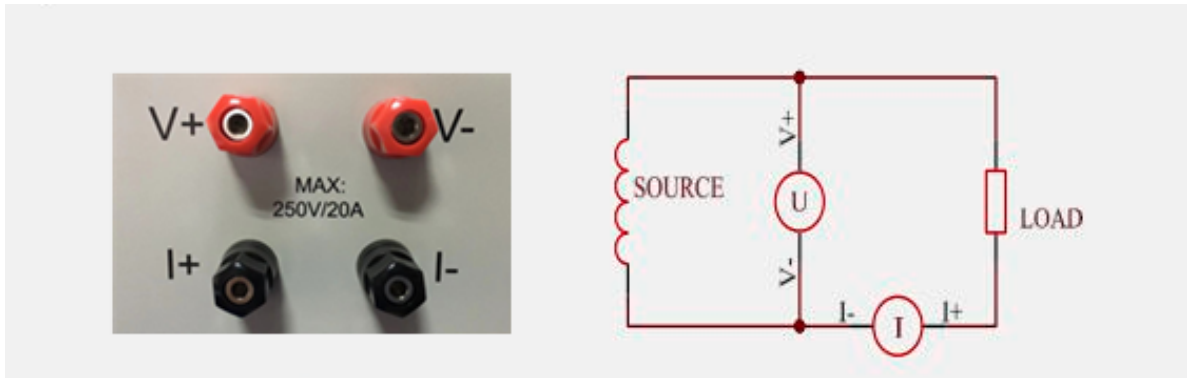 V+
V-
MAX:
250V/20A
I+
I-
SOURCE
V+
U
V-
LOAD
I-
I
I+